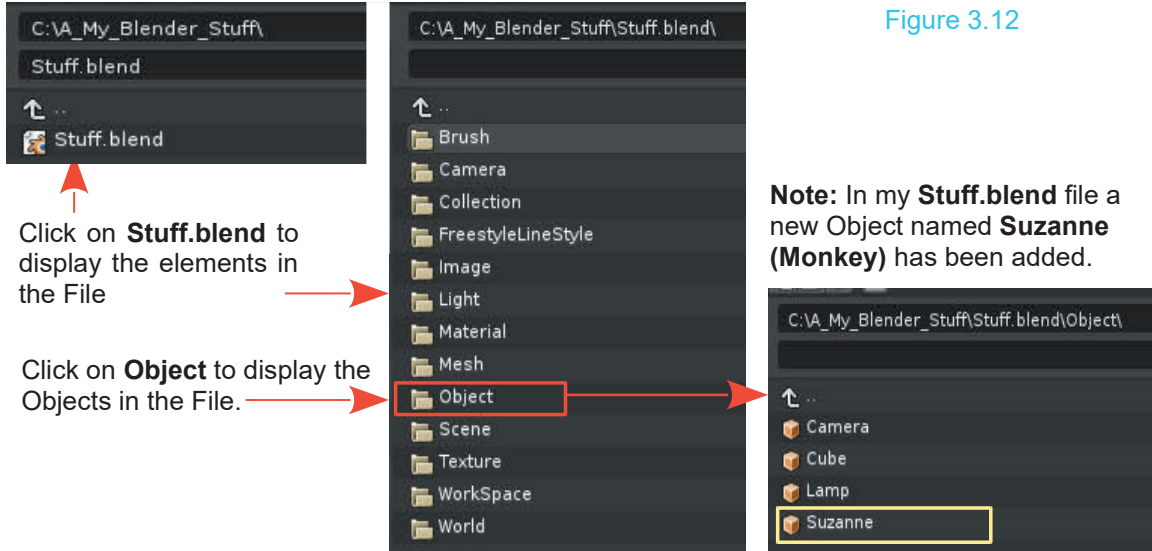 C:\A_My_Blender_Stuff\
Stuff.blend
..
Stuff.blend
Click on Stuff.blend to
display the elements in
the File
Click on Object to display the
Objects in the File.
C:\A_My_Blender_Stuff\Stuff.blend\
..
Brush
Camera
Collection
FreestyleLineStyle
Image
Light
Material
Mesh
Object
Scene
Texture
WorkSpace
World
Figure 3.12
Note: In my Stuff.blend file a
new Object named Suzanne
(Monkey) has been added.
C:\A_My_Blender_Stuff\Stuff.blend\Object\
..
Camera
Cube
Lamp
Suzanne